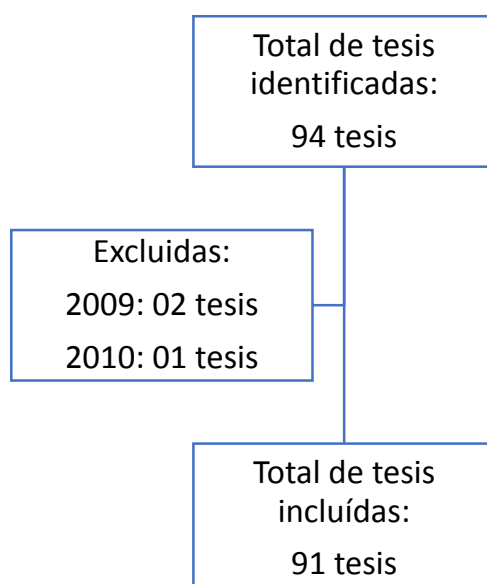 Total de tesis
identificadas:
94 tesis
Excluidas:
2009: 02 tesis
2010: 01 tesis
Total de tesis
incluídas:
91 tesis